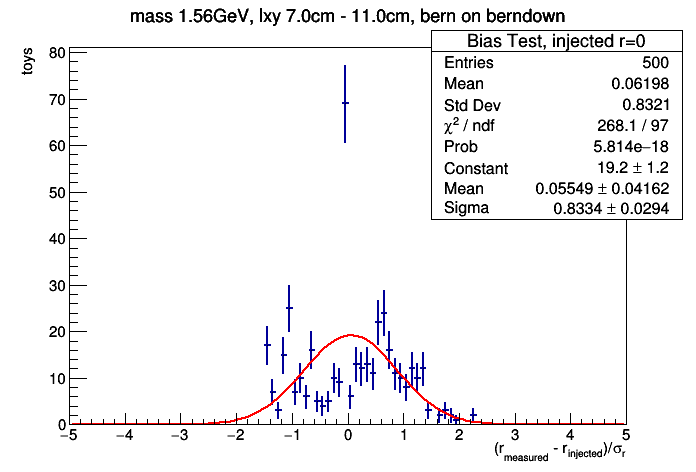 mass 1.56GeV, lxy 7.0cm - 11.0cm, bern on berndown
Bias Test, injected r=0
Entries 500
Mean 0.06198
Std Dev 0.8321
χ² / ndf 268.1 / 97
Prob 5.814e−18
Constant 19.2 ± 1.2
Mean 0.05549 ± 0.04162
Sigma 0.8334 ± 0.0294
toys
80
70
60
50
40
30
20
10
0
−5 −4 −3 −2 −1 0 1 2 3 4 5
(r_measured - r_injected)/σ_r